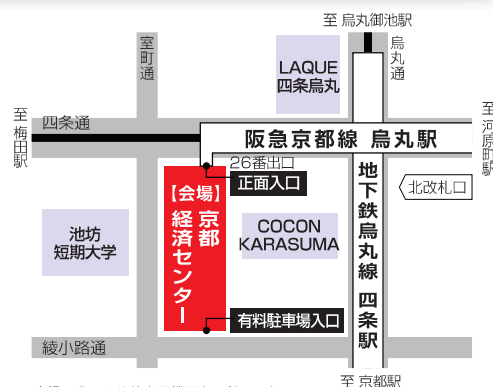 至 烏丸御池駅
室町通
烏丸通
LAQUE
四条烏丸
至 梅田駅
四条通
阪急京都線 烏丸駅
至 河原町駅
26番出口
正面入口
北改札口
【会場】
京都
経済センター
地下鉄烏丸線 四条駅
池坊
短期大学
COCON
KARASUMA
有料駐車場入口
綾小路通
至 京都駅